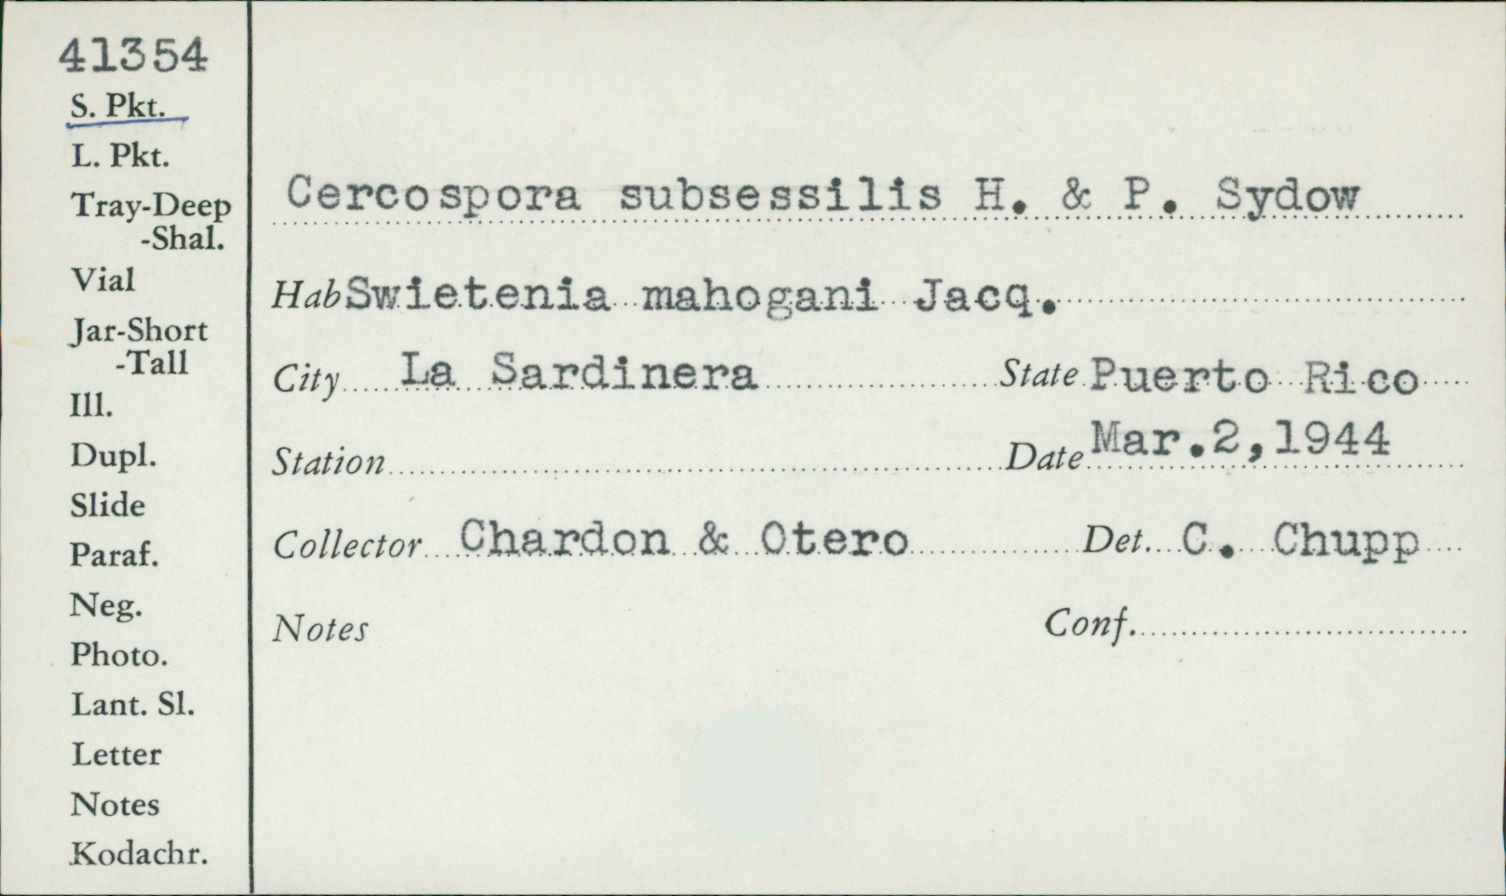 41354
S. Pkt.
L. Pkt.
Tray-Deep
-Shal.
Vial
Jar-Short
-Tall
Ill.
Dupl.
Slide
Paraf.
Neg.
Photo.
Lant. Sl.
Letter
Notes
Kodachr.
Cercospora subsessilis H. & P. Sydow
Hab Swietenia mahogani Jacq.
City La Sardinera State Puerto Rico
Station Date Mar.2,1944
Collector Chardon & Otero Det. C. Chupp
Notes Conf.